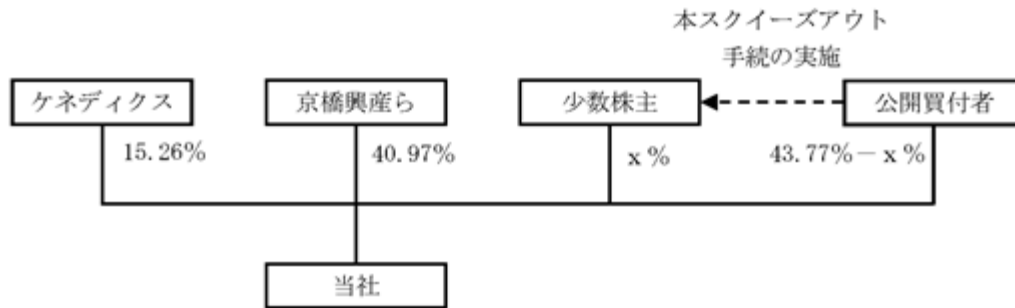 本スクイーズアウト
手続の実施
ケネディクス
京橋興産ら
少数株主
公開買付者
15.26%
40.97%
x %
43.77%－x %
当社